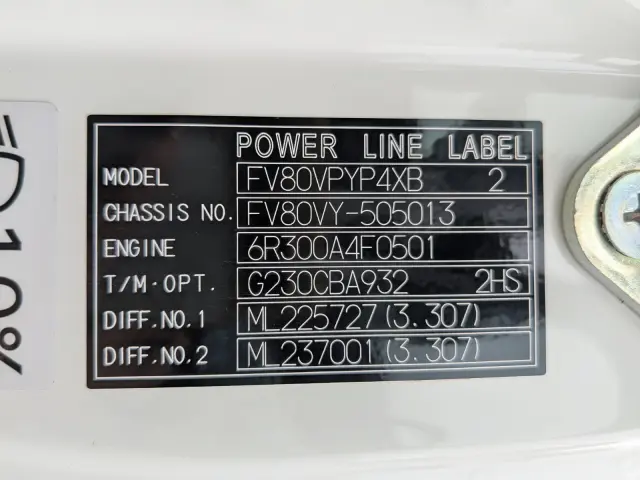 POWER LINE LABEL
MODEL FV80VPYP4XB 2
CHASSIS NO. FV80VY-505013
ENGINE 6R300A4F0501
T/M·OPT. G230CBA932 2HS
DIFF.NO.1 ML225727(3.307)
DIFF.NO.2 ML237001(3.307)
10%